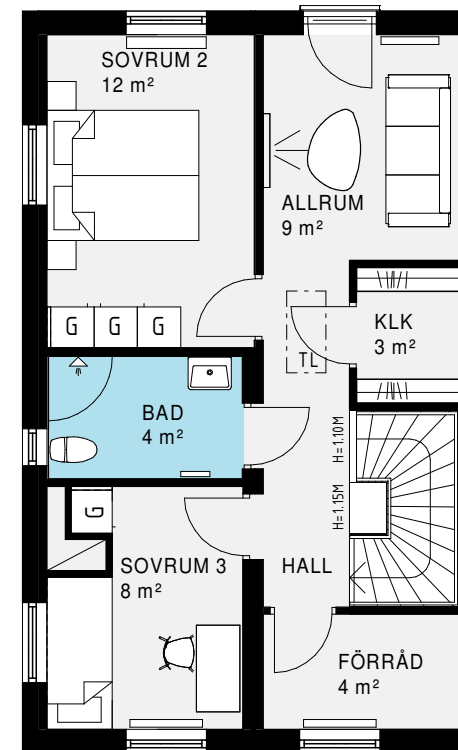 SOVRUM 2
12 m²
ALLRUM
9 m²
G
G
G
TL
KLK
3 m²
BAD
4 m²
H=1.10M
H=1.15M
G
SOVRUM 3
8 m²
HALL
FÖRRÅD
4 m²